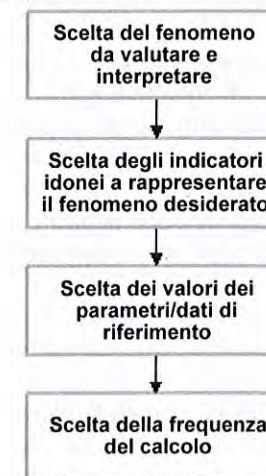 Scelta del fenomeno
da valutare e
interpretare
Scelta degli indicatori
idonei a rappresentare
il fenomeno desiderato
Scelta dei valori dei
parametri/dati di
riferimento
Scelta della frequenza
del calcolo